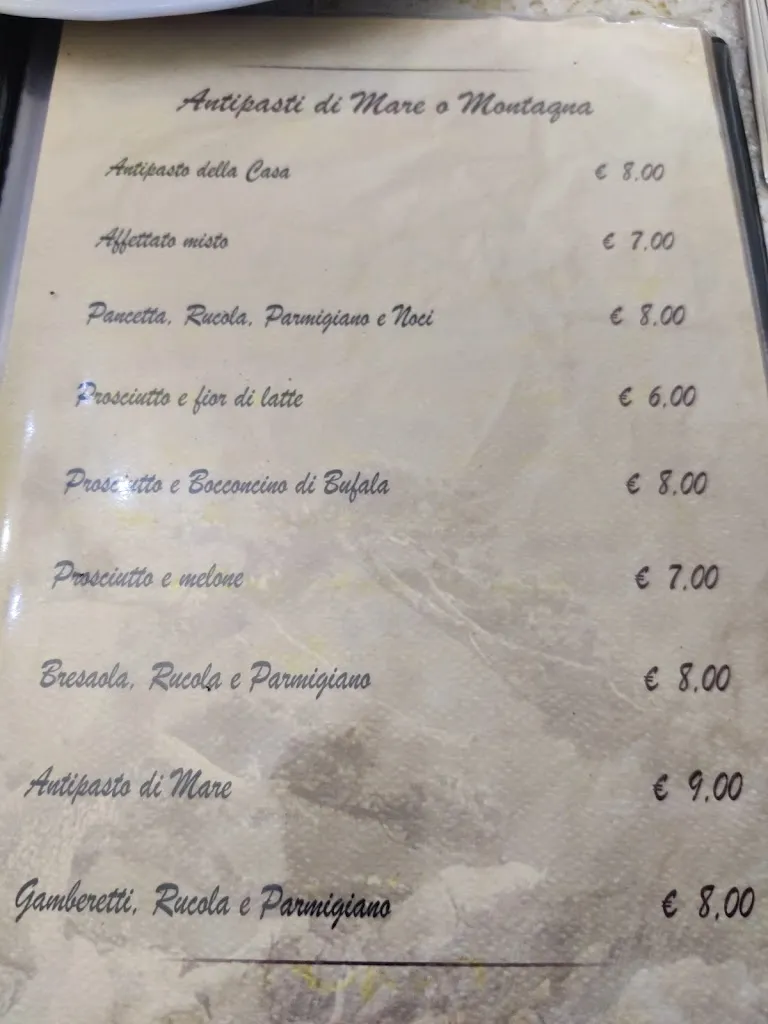 Antipasti di Mare o Montagna
Antipasto della Casa € 8,00
Affettato misto € 7,00
Pancetta, Rucola, Parmigiano e Noci € 8,00
Prosciutto e fior di latte € 6,00
Prosciutto e Bocconcino di Bufala € 8,00
Prosciutto e melone € 7,00
Bresaola, Rucola e Parmigiano € 8,00
Antipasto di Mare € 9,00
Gamberetti, Rucola e Parmigiano € 8,00